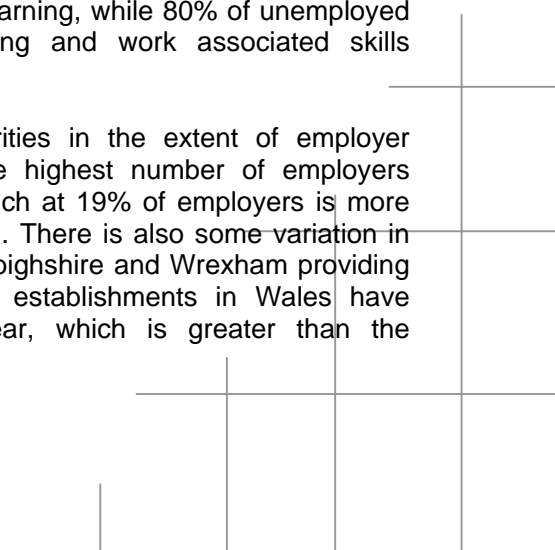 arning, while 80% of unemployed
ng and work associated skills
ities in the extent of employer
e highest number of employers
ch at 19% of employers is more
. There is also some variation in
bighshire and Wrexham providing
establishments in Wales have
ear, which is greater than the